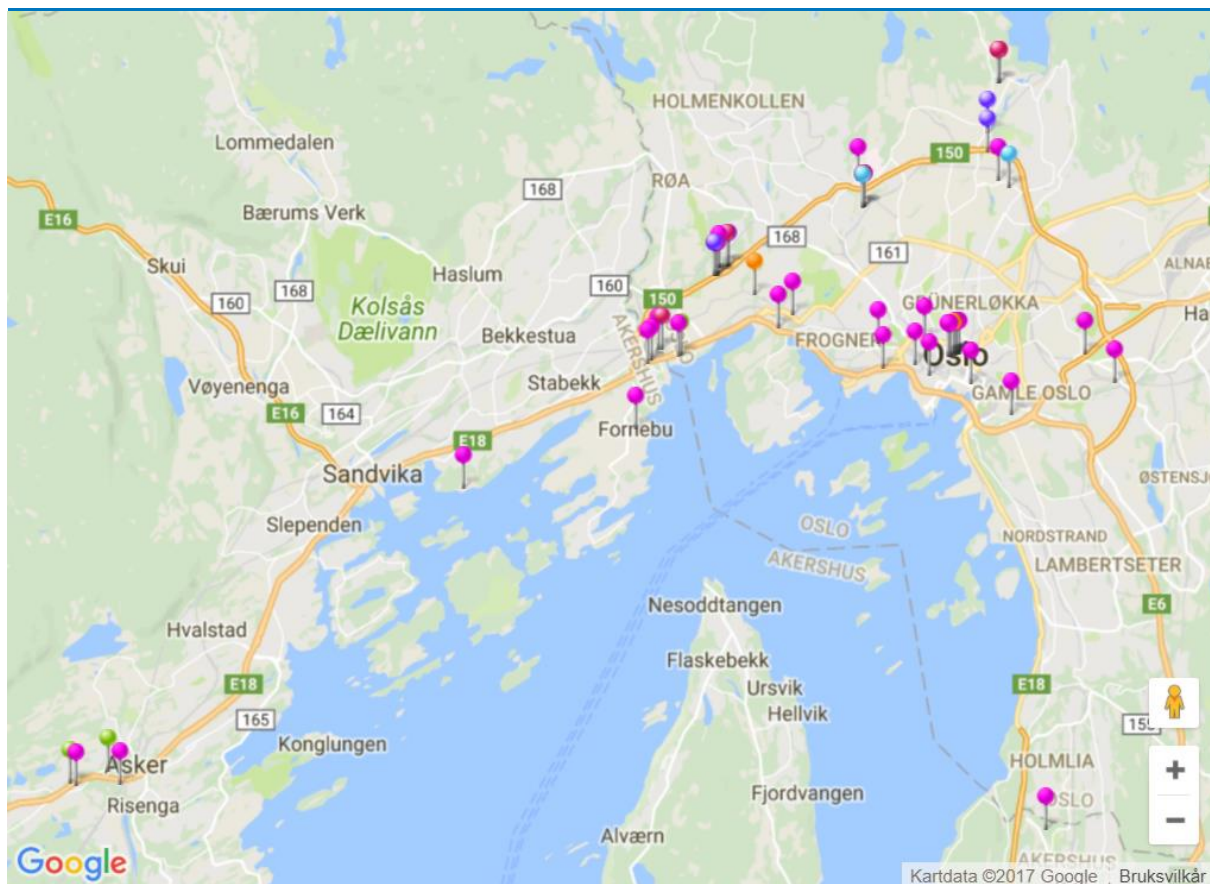 HOLMENKOLLEN
Lommedalen
150
168
RØA
168
E16
Bærums Verk
168
161
Skui
Haslum
ALNAB
160
168
160
150
GRÜNERLØKKA
Kolsås
Dælivann
Bekkestua
AKERSHUS
FROGNER
Oslo
Vøyenenga
Stabekk
GAMLE OSLO
E16
164
Fornebu
E18
Sandvika
ØSTENSJ
Slependen
OSLO
NORDSTRAND
AKERSHUS
LAMBERTSETER
Nesoddtangen
E6
Hvalstad
Flaskebekk
E18
Ursvik
E18
Hellvik
165
155
Konglungen
Asker
HOLMLIA
Risenga
Fjordvangen
OSLO
Alværn
AKERSHUS
Google
Kartdata ©2017 Google
Bruksvilkår